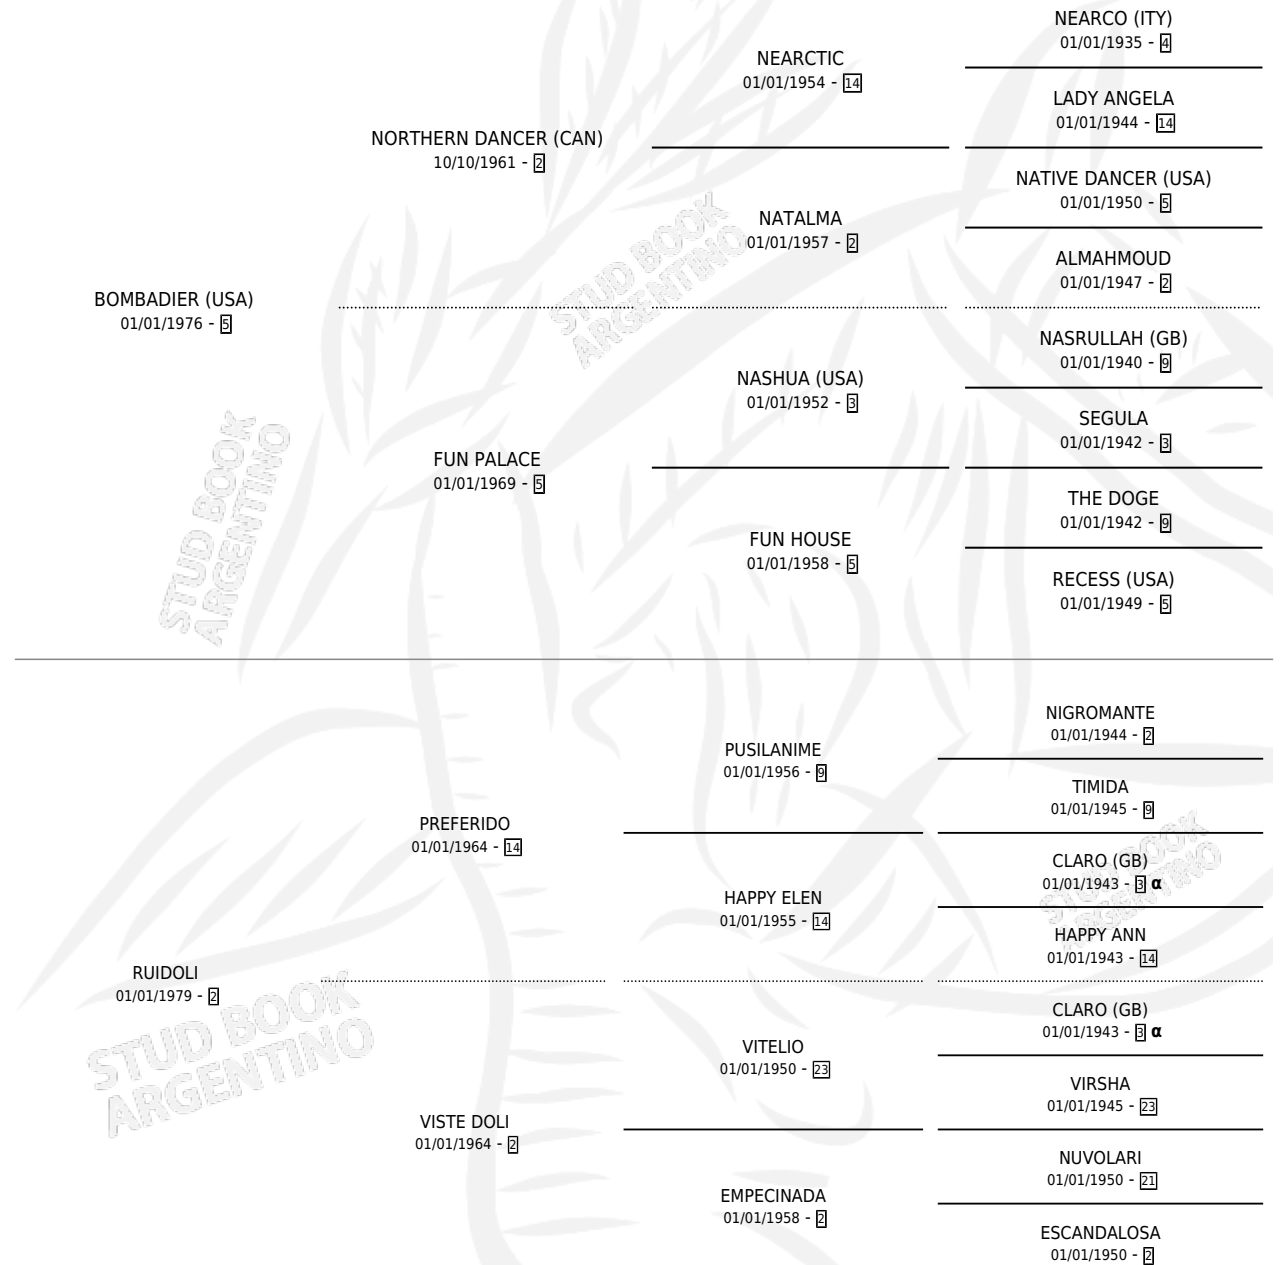 NEARCO (ITY)
01/01/1935 - 4
NEARCTIC
01/01/1954 - 14
LADY ANGELA
01/01/1944 - 14
NORTHERN DANCER (CAN)
10/10/1961 - 2
NATIVE DANCER (USA)
01/01/1950 - 5
NATALMA
01/01/1957 - 2
ALMAHMOUD
01/01/1947 - 2
BOMBADIER (USA)
01/01/1976 - 5
NASRULLAH (GB)
01/01/1940 - 9
NASHUA (USA)
01/01/1952 - 3
SEGULA
01/01/1942 - 3
FUN PALACE
01/01/1969 - 5
THE DOGE
01/01/1942 - 9
FUN HOUSE
01/01/1958 - 5
RECESS (USA)
01/01/1949 - 5
NIGROMANTE
01/01/1944 - 2
PUSILANIME
01/01/1956 - 9
TIMIDA
01/01/1945 - 9
PREFERIDO
01/01/1964 - 14
CLARO (GB)
01/01/1943 - 3 α
HAPPY ELEN
01/01/1955 - 14
HAPPY ANN
01/01/1943 - 14
RUIDOLI
01/01/1979 - 2
CLARO (GB)
01/01/1943 - 3 α
VITELIO
01/01/1950 - 23
VIRSHA
01/01/1945 - 23
VISTE DOLI
01/01/1964 - 2
NUVOLARI
01/01/1950 - 21
EMPECINADA
01/01/1958 - 2
ESCANDALOSA
01/01/1950 - 2
STUD BOOK
ARGENTINO
STUD BOOK
ARGENTINO
STUD BOOK
ARGENTINO
STUD BOOK
ARGENTINO